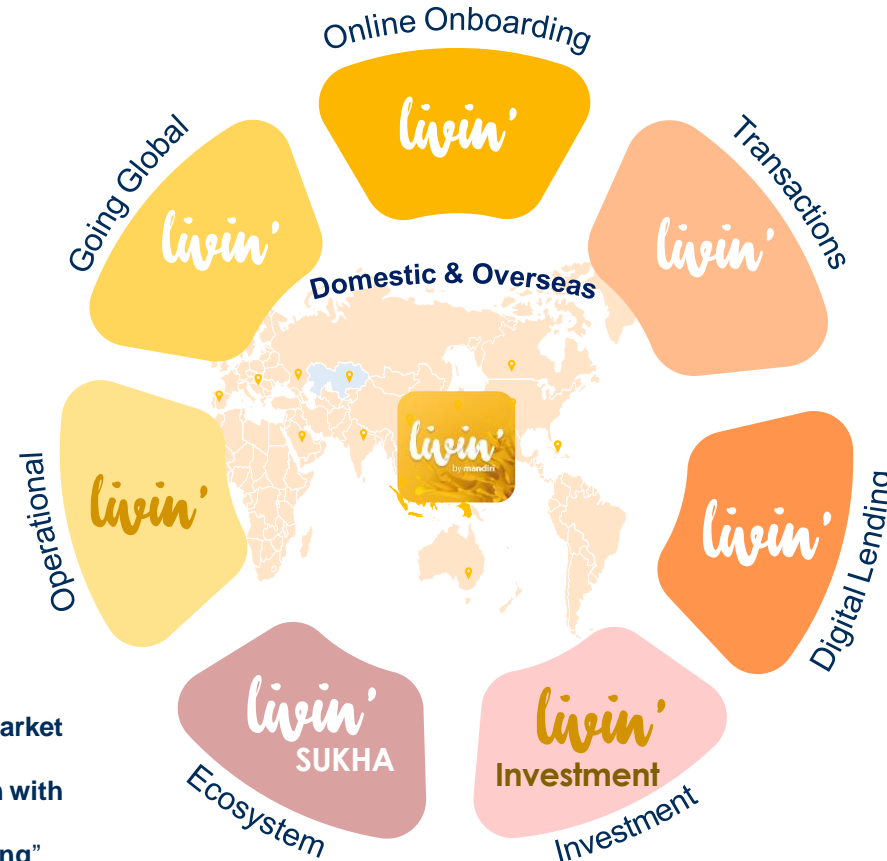 Online Onboarding
livin'
Going Global
livin'
Transactions
livin'
Domestic & Overseas
livin'
by mandiri
Operational
livin'
Digital Lending
livin'
livin'
SUKHA
Ecosystem
livin'
Investment
Investment
arket
with
ng”